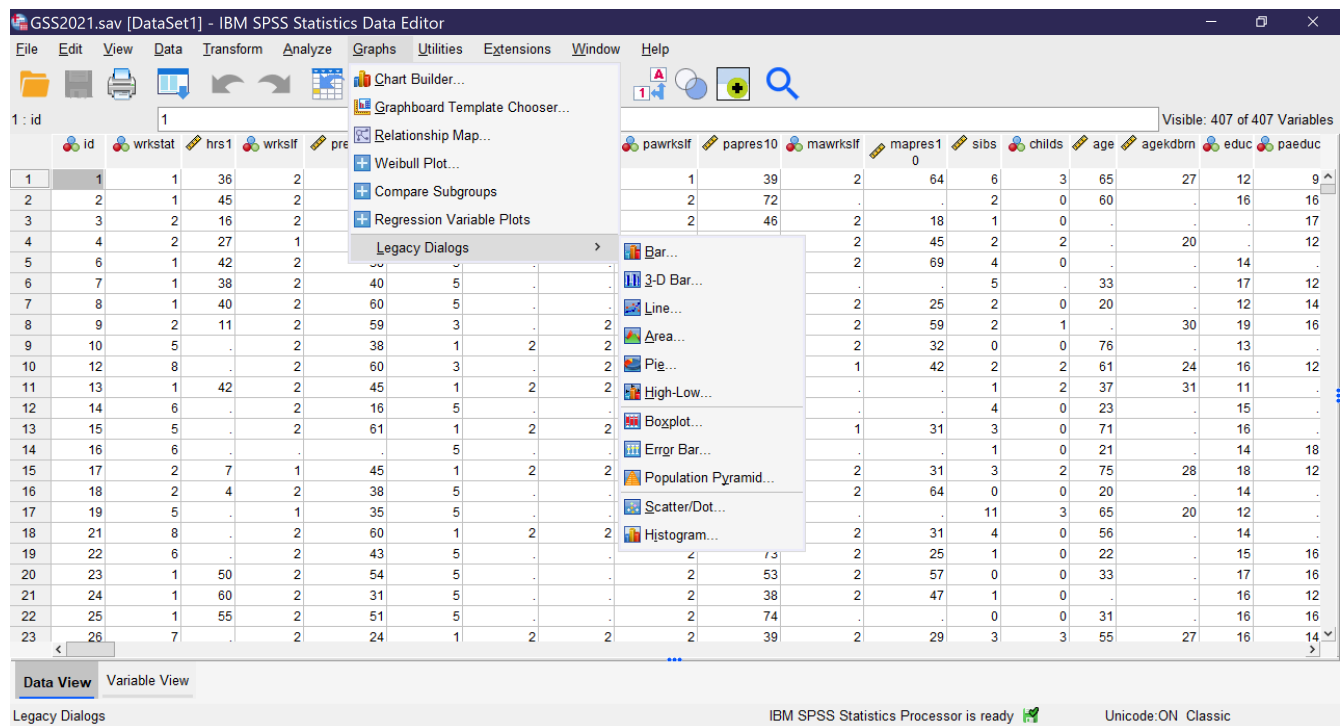 GSS2021.sav [DataSet1] - IBM SPSS Statistics Data Editor
File Edit View Data Transform Analyze Graphs Utilities Extensions Window Help
Chart Builder...
Graphboard Template Chooser...
Relationship Map...
Weibull Plot...
Compare Subgroups
Regression Variable Plots
Legacy Dialogs >
Bar...
3-D Bar...
Line...
Area...
Pie...
High-Low...
Boxplot...
Error Bar...
Population Pyramid...
Scatter/Dot...
Histogram...
A
1
1 : id 1 Visible: 407 of 407 Variables
id wrkstat hrs1 wrkslf pre pawrkslf papres10 mawrkslf mapres1 sibs childs age agekdbrn educ paeduc
0
1 1 1 36 2 1 39 2 64 6 3 65 27 12 9
2 2 1 45 2 2 72 . . 2 0 60 . 16 16
3 3 2 16 2 2 46 2 18 1 0 . . . 17
4 4 2 27 1 2 45 2 2 . 20 . 12
5 6 1 42 2 . . 2 69 4 0 . . 14 .
6 7 1 38 2 40 5 . . . . 5 . 33 . 17 12
7 8 1 40 2 60 5 . . 2 25 2 0 20 . 12 14
8 9 2 11 2 59 3 . 2 2 59 2 1 . 30 19 16
9 10 5 . 2 38 1 2 2 2 32 0 0 76 . 13 .
10 12 8 . 2 60 3 . 2 1 42 2 2 61 24 16 12
11 13 1 42 2 45 1 2 2 . . 1 2 37 31 11 .
12 14 6 . 2 16 5 . . . . 4 0 23 . 15 .
13 15 5 . 2 61 1 2 2 1 31 3 0 71 . 16 .
14 16 6 . . . 5 . . . . 1 0 21 . 14 18
15 17 2 7 1 45 1 2 2 2 31 3 2 75 28 18 12
16 18 2 4 2 38 5 . . 2 64 0 0 20 . 14 .
17 19 5 . 1 35 5 . . . . 11 3 65 20 12 .
18 21 8 . 2 60 1 2 2 2 31 4 0 56 . 14 .
19 22 6 . 2 43 5 . . 2 73 2 25 1 0 22 . 15 16
20 23 1 50 2 54 5 . . 2 53 2 57 0 0 33 . 17 16
21 24 1 60 2 31 5 . . 2 38 2 47 1 0 . . 16 12
22 25 1 55 2 51 5 . . 2 74 . . 0 0 31 . 16 16
23 26 7 . 2 24 1 2 2 2 39 2 29 3 3 55 27 16 14
Data View Variable View
Legacy Dialogs IBM SPSS Statistics Processor is ready Unicode:ON Classic